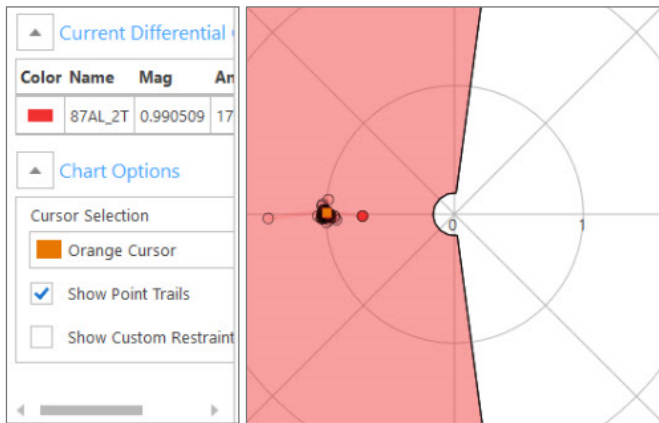 Current Differential
Color Name Mag An
87AL_2T 0.990509 17
Chart Options
Cursor Selection
Orange Cursor
Show Point Trails
Show Custom Restraint
0
1